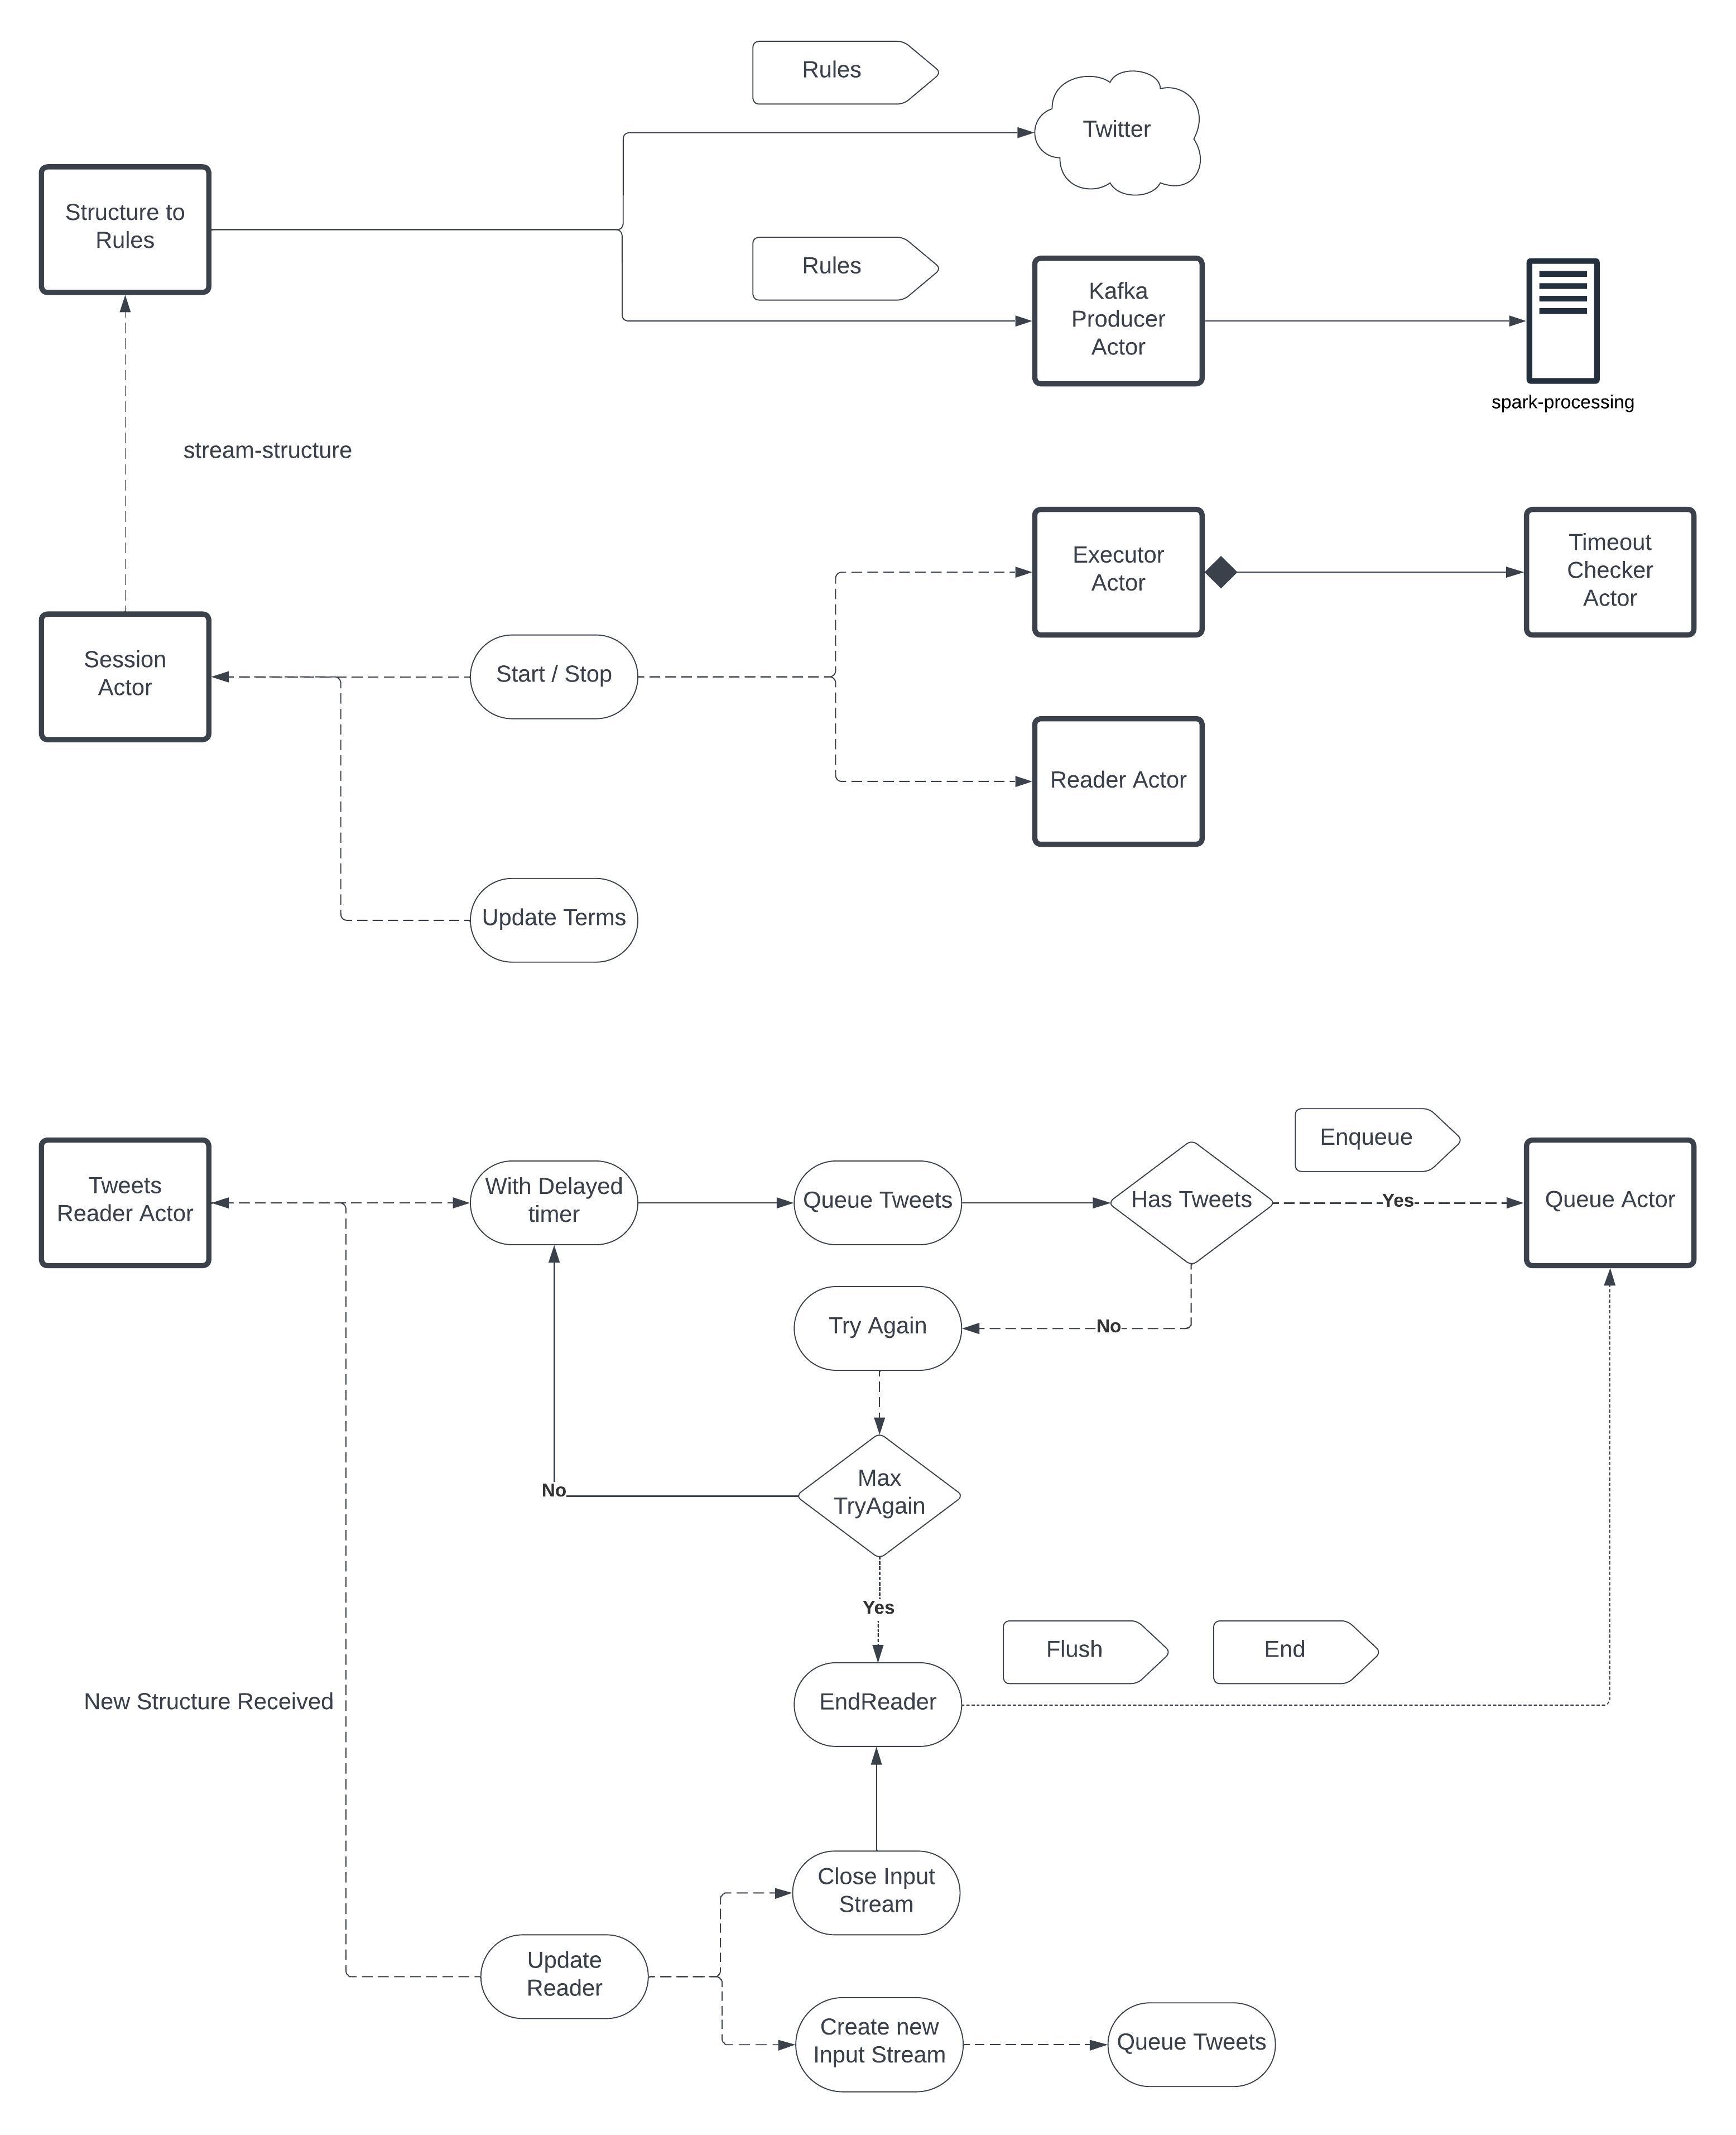 Rules
Twitter
Structure to
Rules
Rules
Kafka
Producer
Actor
spark-processing
stream-structure
Executor
Actor
Timeout
Checker
Actor
Session
Actor
Start / Stop
Reader Actor
Update Terms
Enqueue
Tweets
Reader Actor
With Delayed
timer
Queue Tweets
Has Tweets
Yes
Queue Actor
Try Again
No
Max
TryAgain
No
Yes
Flush
End
New Structure Received
EndReader
Close Input
Stream
Update
Reader
Create new
Input Stream
Queue Tweets